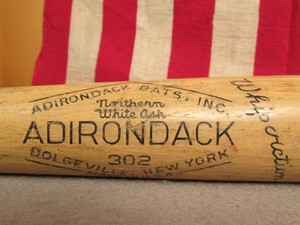 ADIRONDACK BATS, INC.
Northern
White Ash
ADIRONDACK
302
DOLGEVILLE, NEW YORK
Whip Action